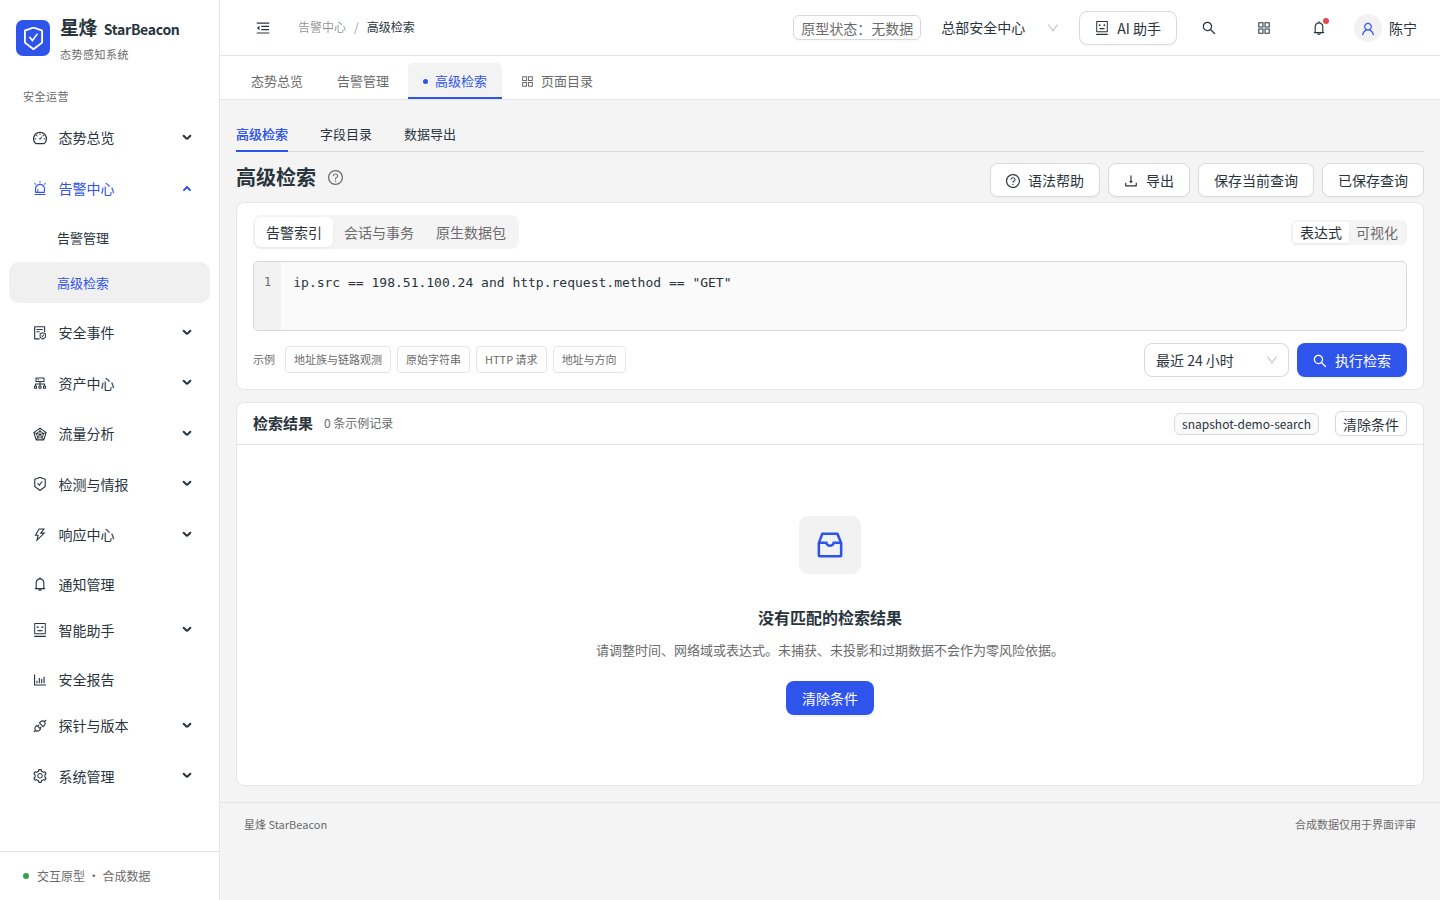 星烽 StarBeacon
态势感知系统
安全运营
态势总览
告警中心
告警管理
高级检索
安全事件
资产中心
流量分析
检测与情报
响应中心
通知管理
智能助手
安全报告
探针与版本
系统管理
交互原型 · 合成数据
告警中心 / 高级检索
原型状态：无数据
总部安全中心
AI 助手
陈宁
态势总览 告警管理 高级检索 页面目录
高级检索 字段目录 数据导出
高级检索
语法帮助 导出 保存当前查询 已保存查询
告警索引 会话与事务 原生数据包
表达式 可视化
1 ip.src == 198.51.100.24 and http.request.method == "GET"
示例 地址族与链路观测 原始字符串 HTTP 请求 地址与方向
最近 24 小时 执行检索
检索结果 0 条示例记录
snapshot-demo-search 清除条件
没有匹配的检索结果
请调整时间、网络域或表达式。未捕获、未投影和过期数据不会作为零风险依据。
清除条件
星烽 StarBeacon
合成数据仅用于界面评审